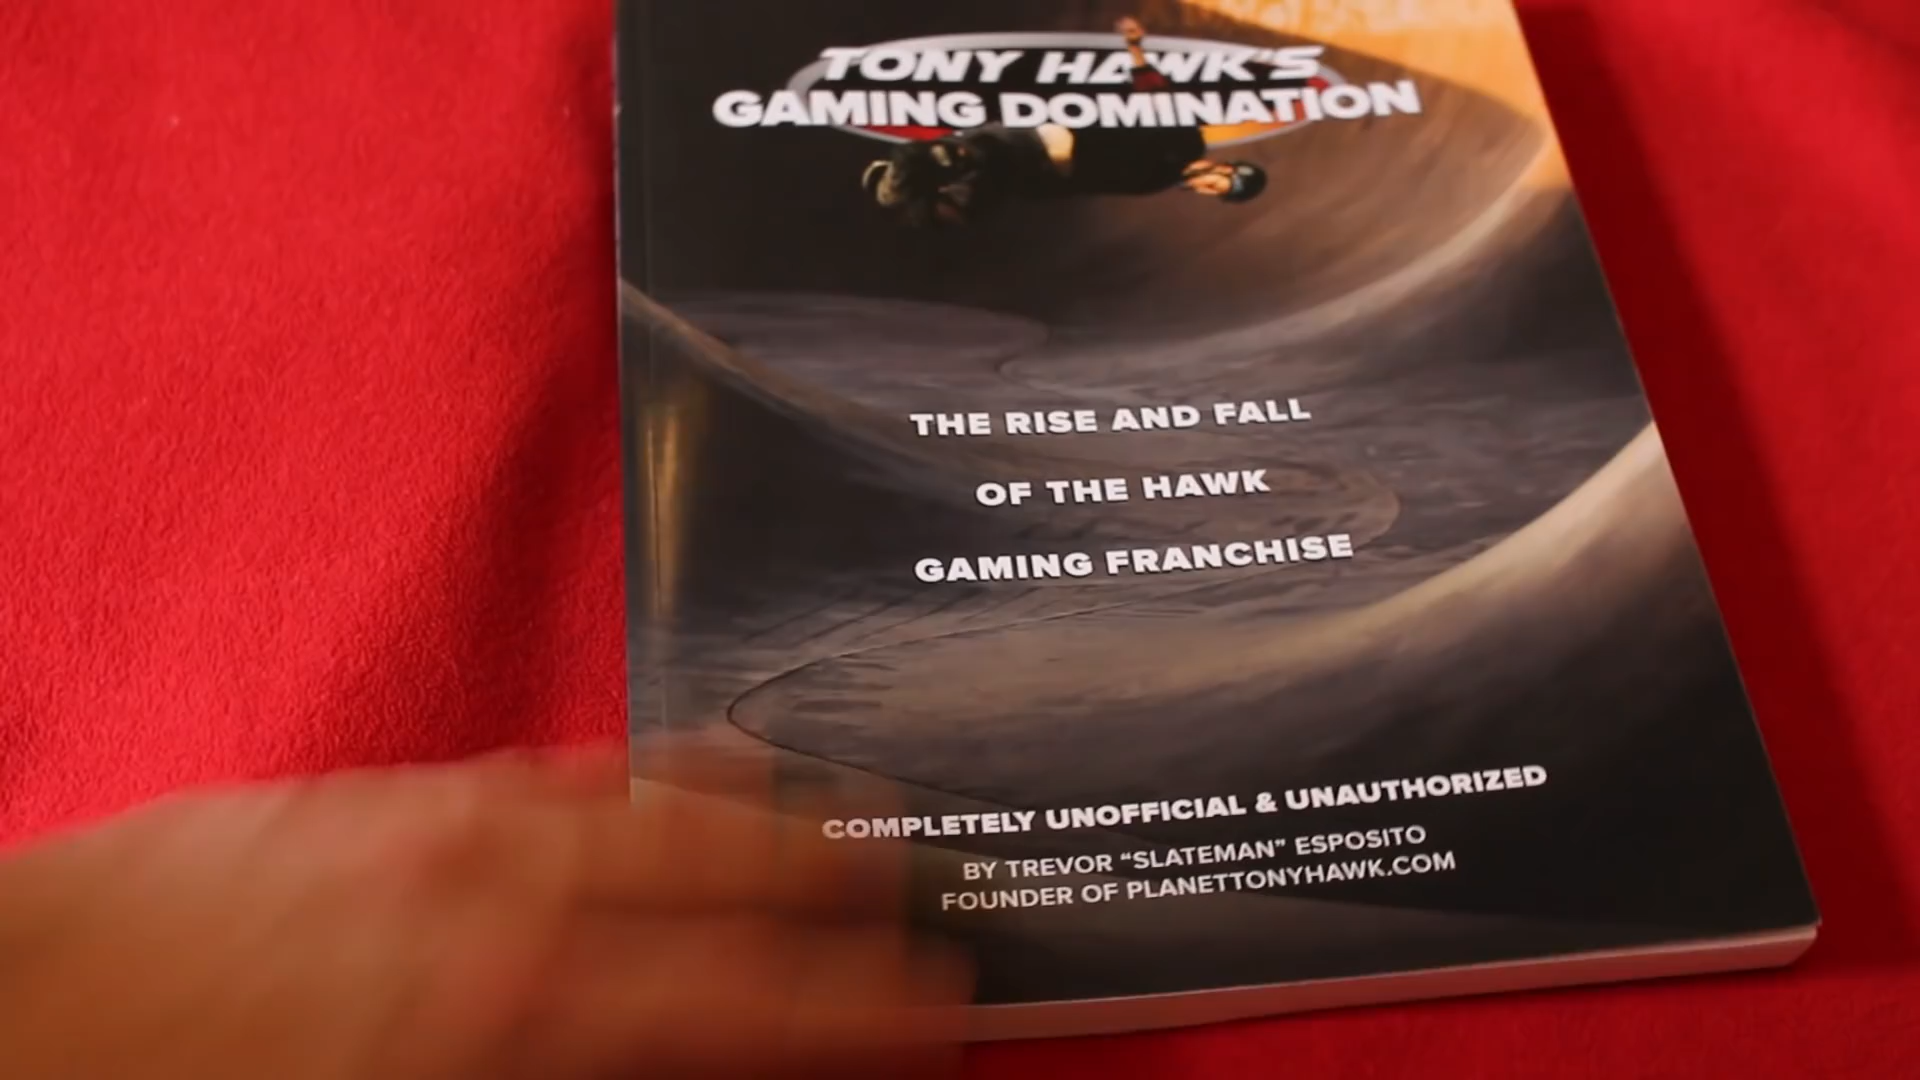 TONY HAWK'S
GAMING DOMINATION
THE RISE AND FALL
OF THE HAWK
GAMING FRANCHISE
COMPLETELY UNOFFICIAL & UNAUTHORIZED
BY TREVOR “SLATEMAN” ESPOSITO
FOUNDER OF PLANETTONYHAWK.COM